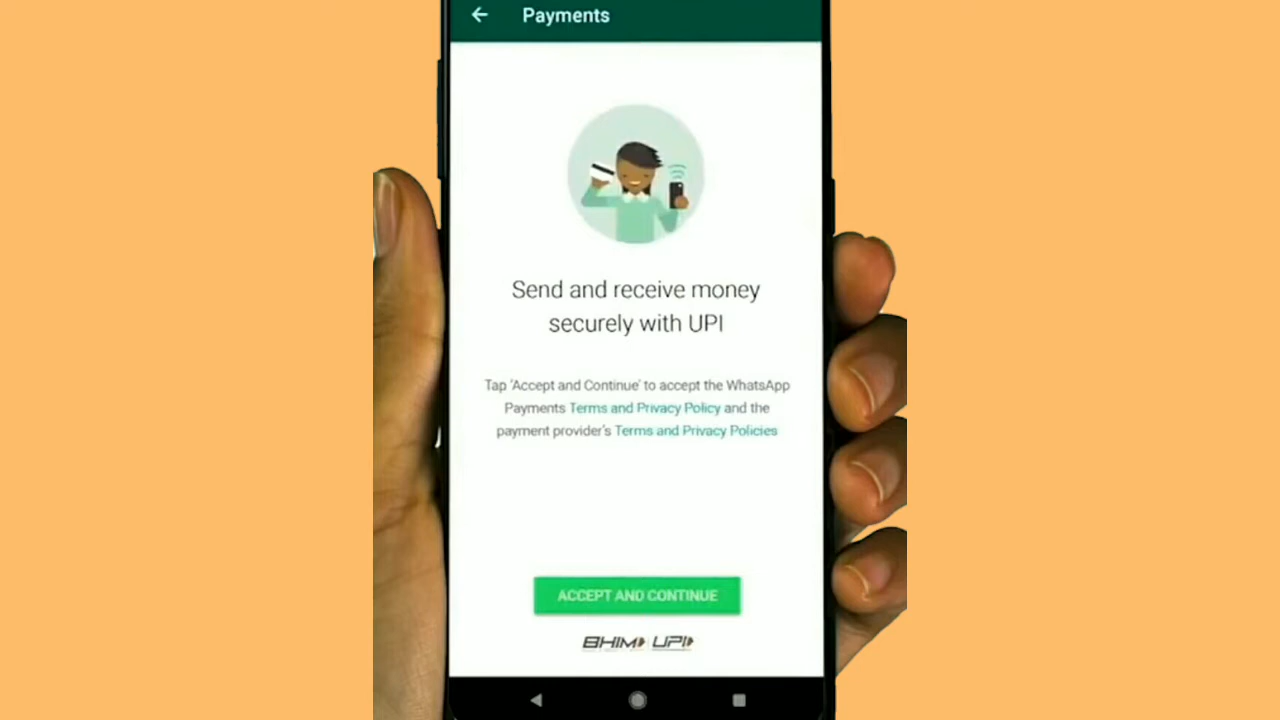 Payments
Send and receive money
securely with UPI
Tap 'Accept and Continue' to accept the WhatsApp
Payments Terms and Privacy Policy and the
payment provider's Terms and Privacy Policies
ACCEPT AND CONTINUE
BHIM UPI